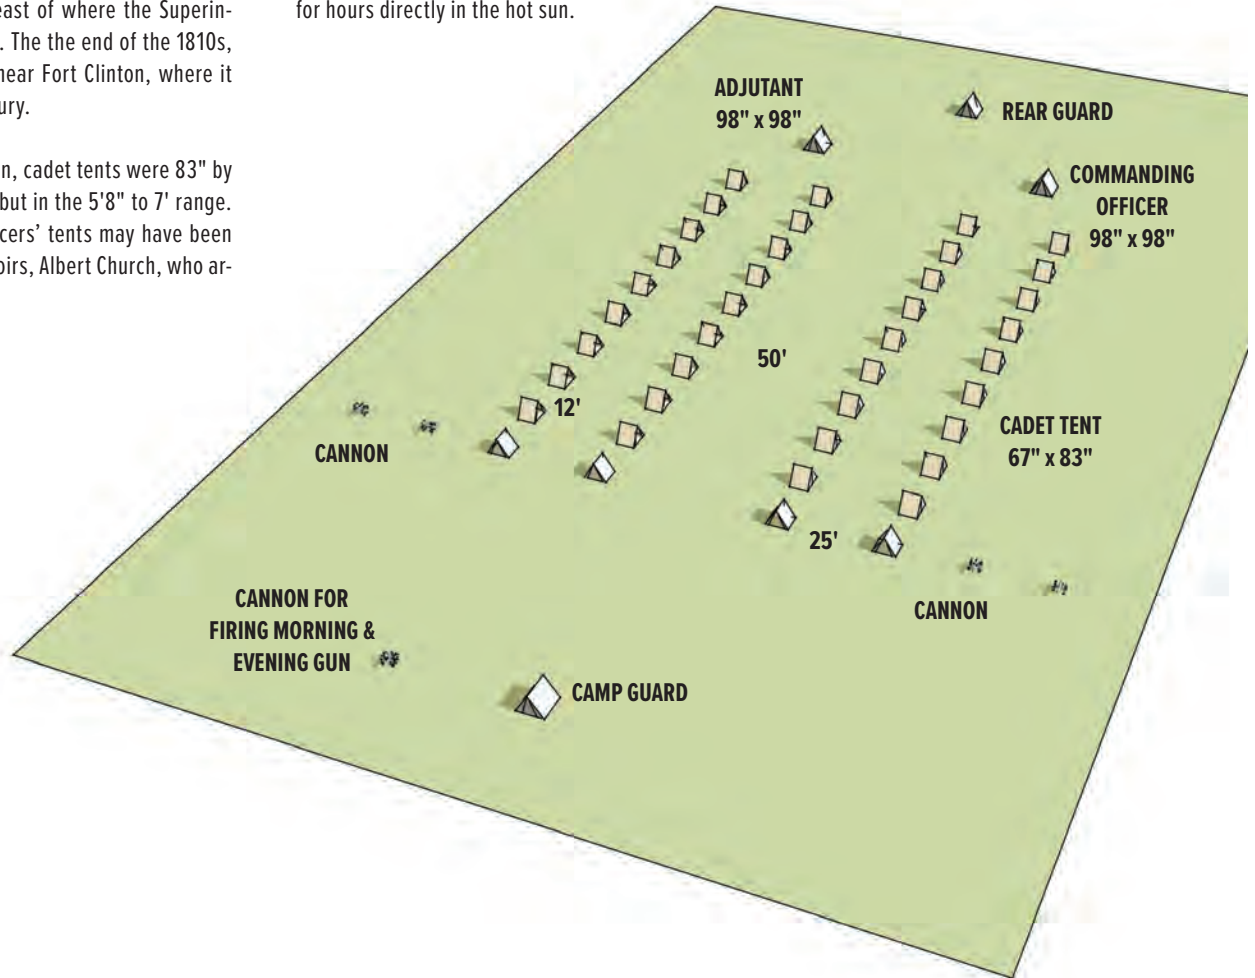 east of where the Superin-
. The the end of the 1810s,
near Fort Clinton, where it
ury.
n, cadet tents were 83" by
but in the 5'8" to 7' range.
cers' tents may have been
oirs, Albert Church, who ar-
for hours directly in the hot sun.
ADJUTANT
98" x 98"
REAR GUARD
COMMANDING
OFFICER
98" x 98"
50'
12'
CANNON
CADET TENT
67" x 83"
25'
CANNON
CANNON FOR
FIRING MORNING &
EVENING GUN
CAMP GUARD